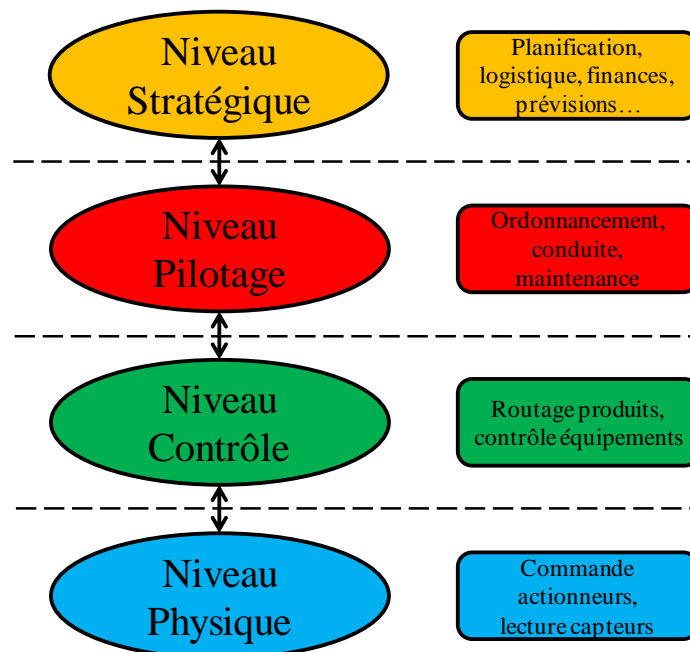 Niveau
Stratégique
Planification,
logistique, finances,
prévisions…
Niveau
Pilotage
Ordonnancement,
conduite,
maintenance
Niveau
Contrôle
Routage produits,
contrôle équipements
Niveau
Physique
Commande
actionneurs,
lecture capteurs